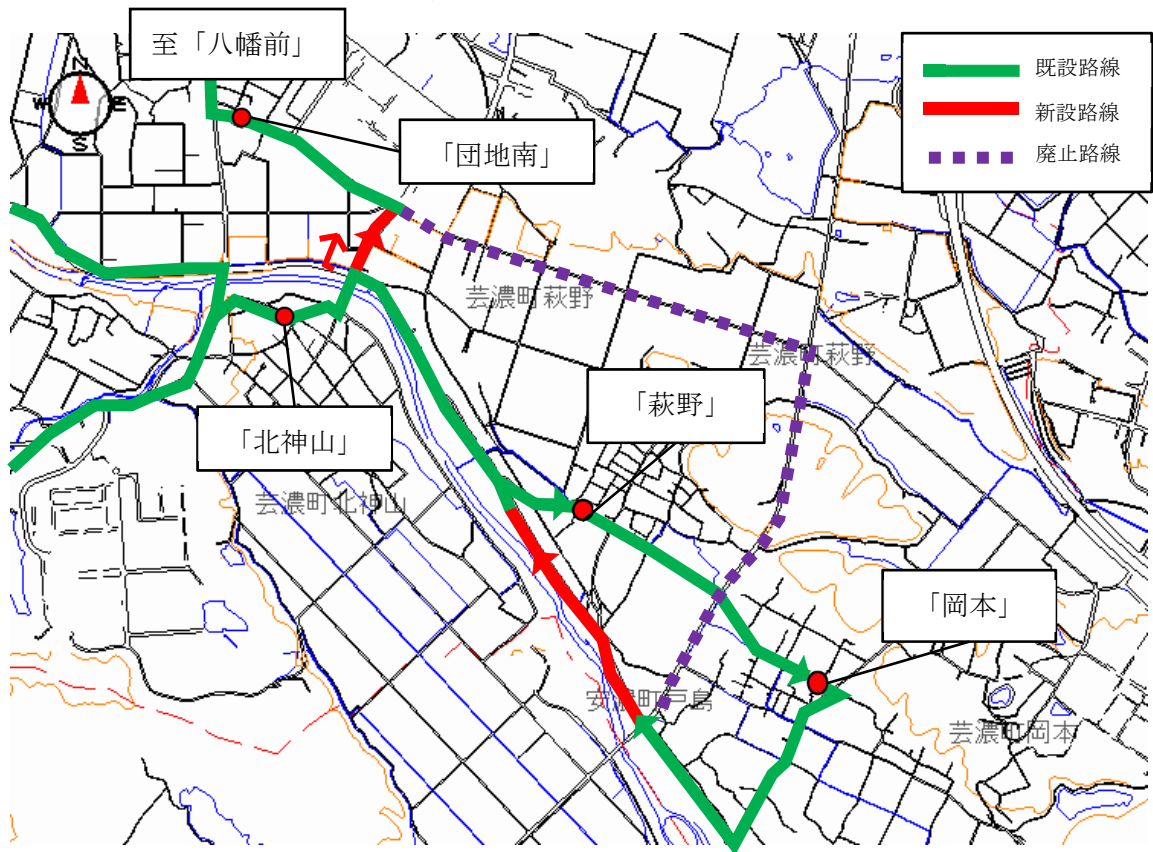 至「八幡前」
N
W
E
S
既設路線
新設路線
廃止路線
「団地南」
芸濃町萩野
芸濃町萩野
「萩野」
「北神山」
芸濃町北神山
「岡本」
安濃町戸島
芸濃町岡本